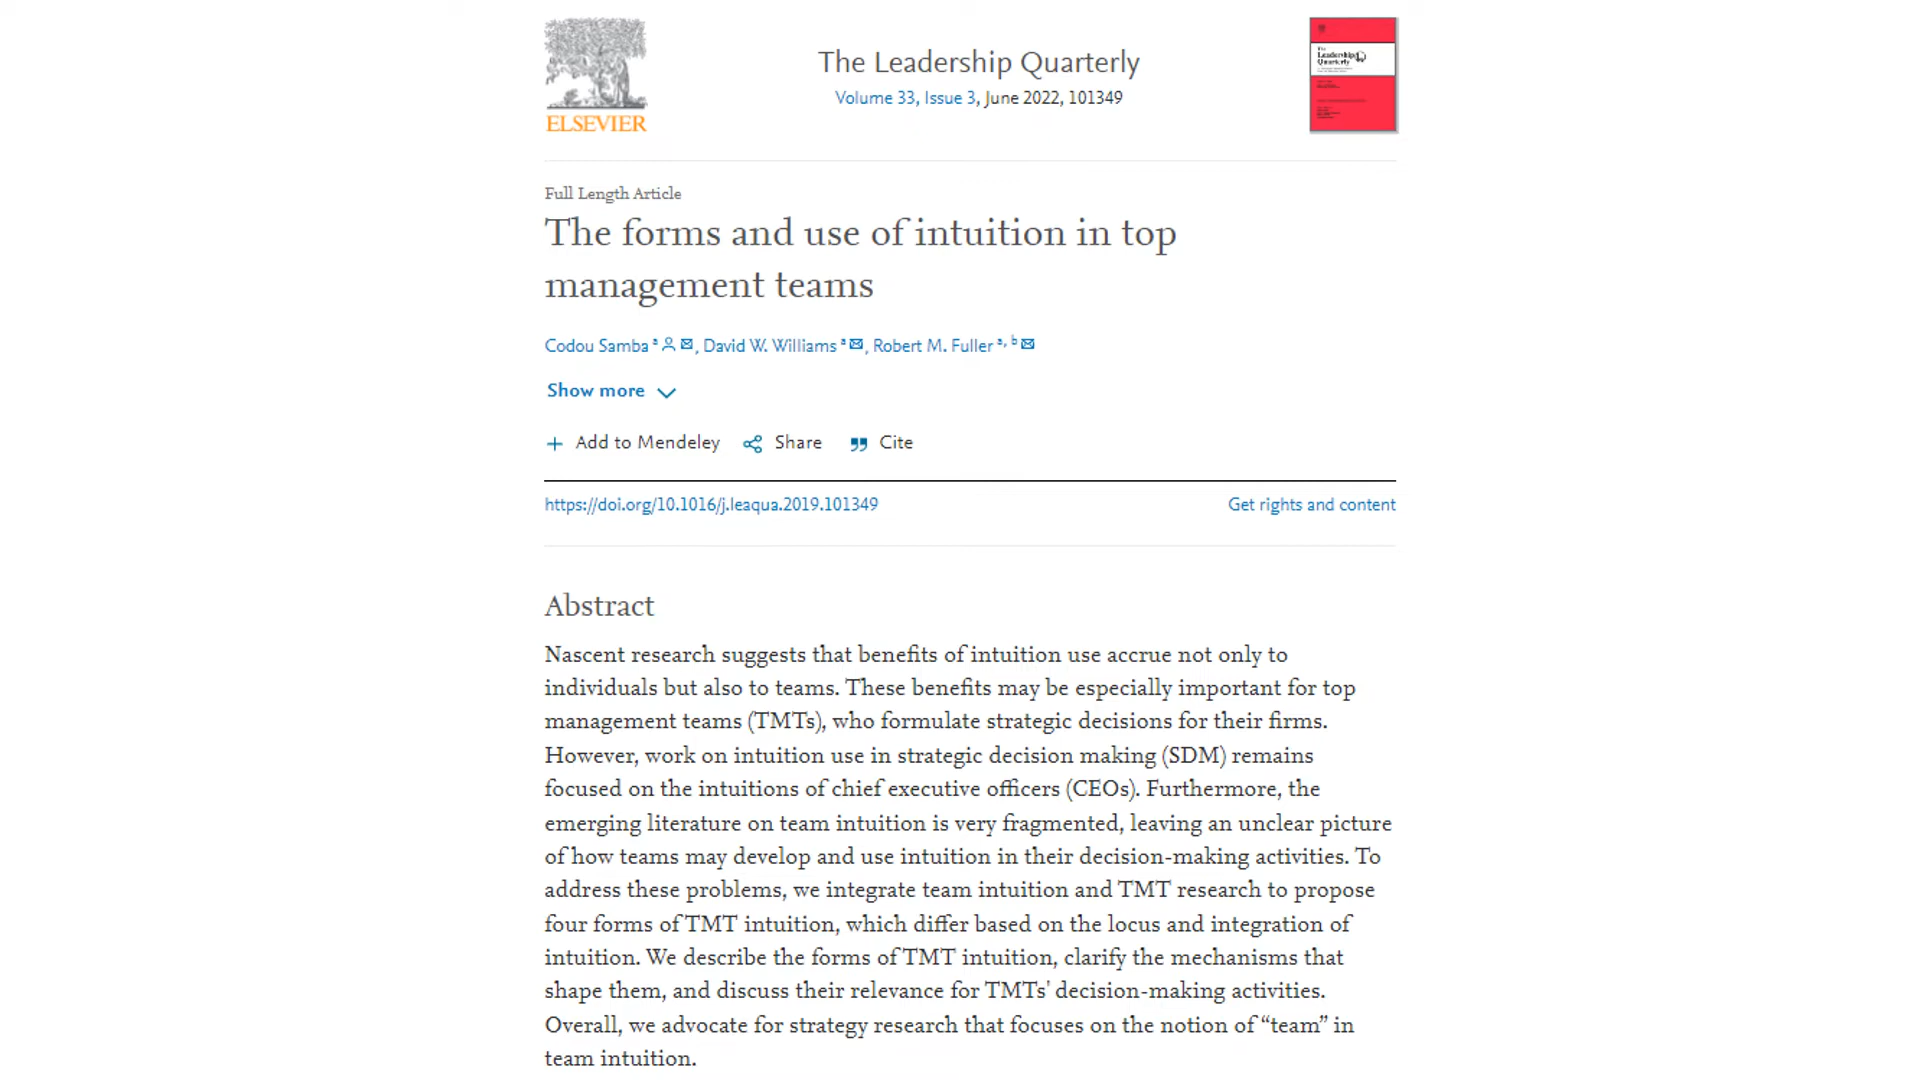 ELSEVIER
The Leadership Quarterly
Volume 33, Issue 3, June 2022, 101349
The
Leadership
Quarterly
Full Length Article
The forms and use of intuition in top
management teams
Codou Samba a, David W. Williams a, Robert M. Fuller a, b
Show more
Add to Mendeley Share Cite
https://doi.org/10.1016/j.leaqua.2019.101349 Get rights and content
Abstract
Nascent research suggests that benefits of intuition use accrue not only to
individuals but also to teams. These benefits may be especially important for top
management teams (TMTs), who formulate strategic decisions for their firms.
However, work on intuition use in strategic decision making (SDM) remains
focused on the intuitions of chief executive officers (CEOs). Furthermore, the
emerging literature on team intuition is very fragmented, leaving an unclear picture
of how teams may develop and use intuition in their decision-making activities. To
address these problems, we integrate team intuition and TMT research to propose
four forms of TMT intuition, which differ based on the locus and integration of
intuition. We describe the forms of TMT intuition, clarify the mechanisms that
shape them, and discuss their relevance for TMTs' decision-making activities.
Overall, we advocate for strategy research that focuses on the notion of “team” in
team intuition.